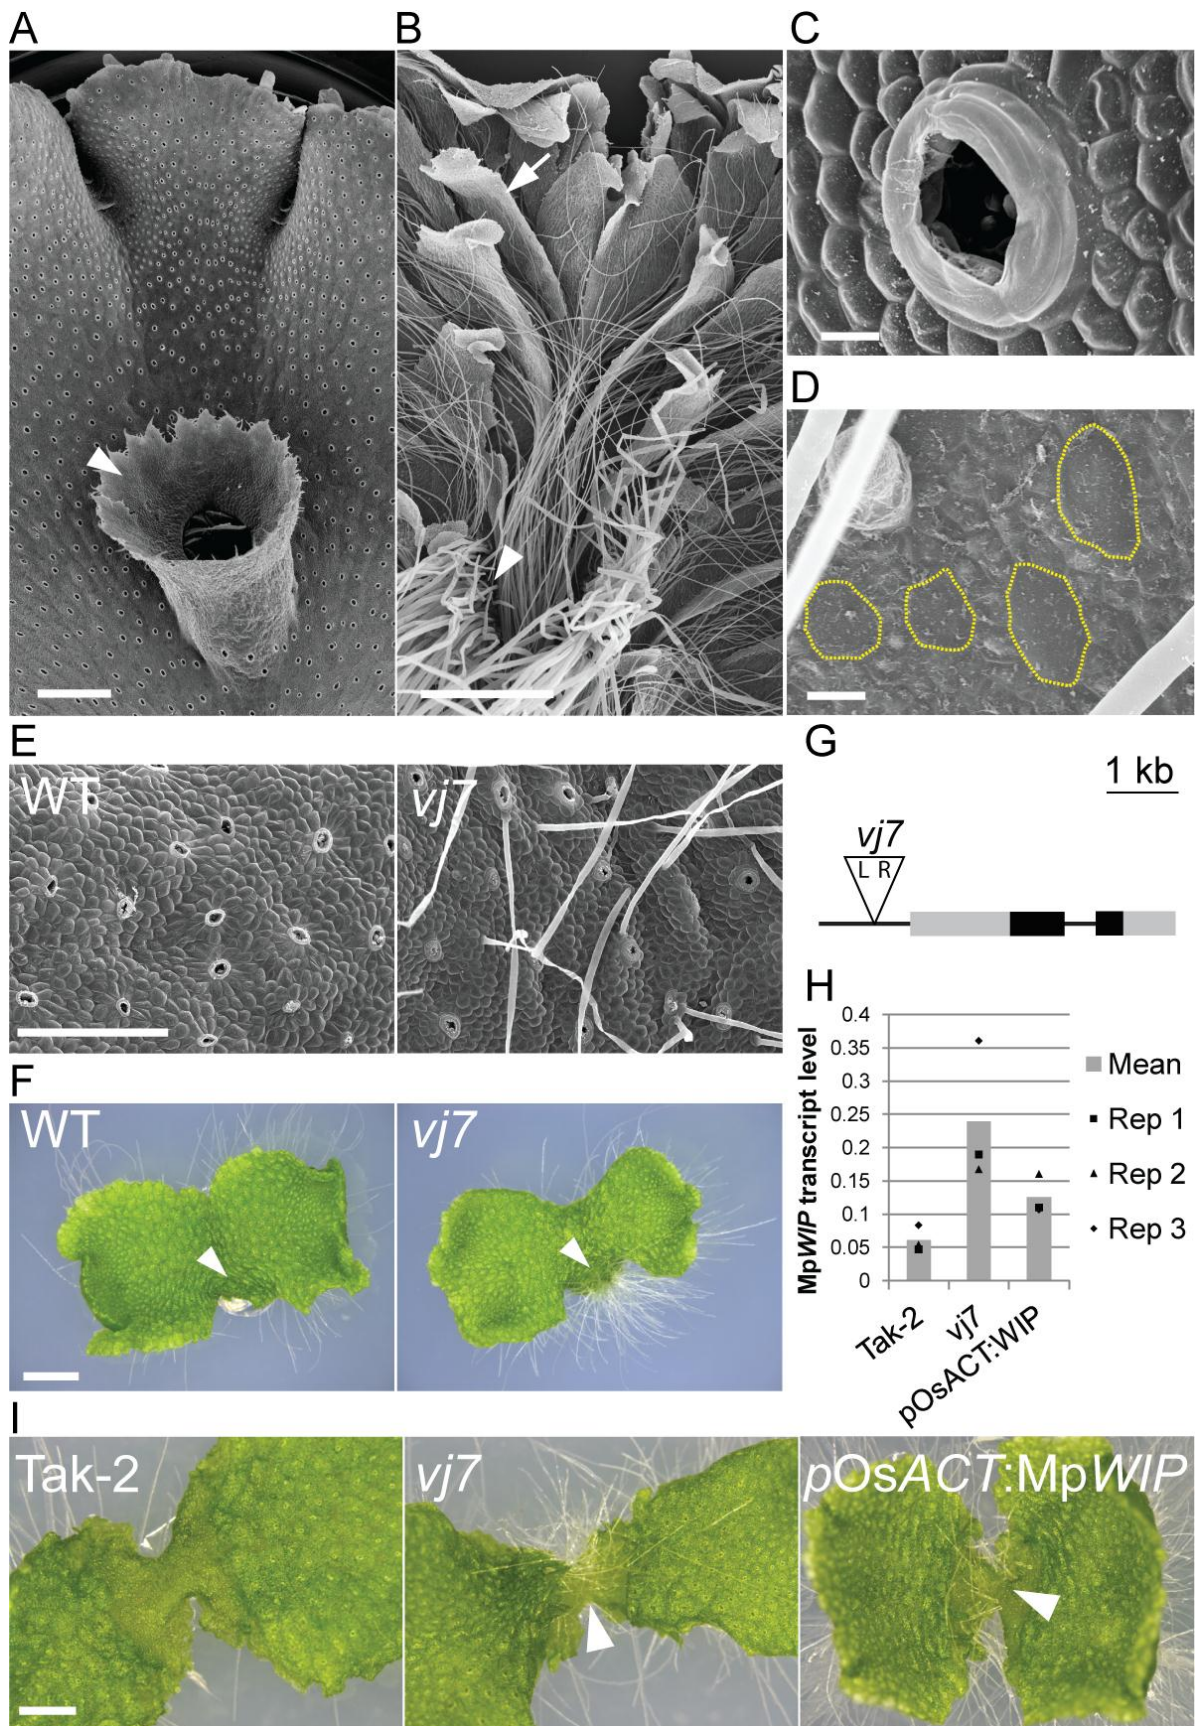 A
B
C
D
E
WT
vj7
F
WT
vj7
G
1 kb
vj7
L R
H
MpWIP transcript level
0.4
0.35
0.3
0.25
0.2
0.15
0.1
0.05
0
Tak-2
vj7
pOsACT:WIP
Mean
Rep 1
Rep 2
Rep 3
I
Tak-2
vj7
pOsACT:MpWIP